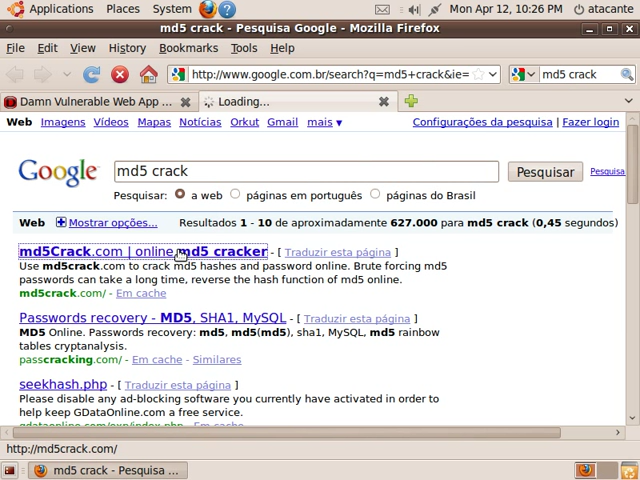 Applications Places System Mon Apr 12, 10:26 PM atacante
md5 crack - Pesquisa Google - Mozilla Firefox
File Edit View History Bookmarks Tools Help
http://www.google.com.br/search?q=md5+crack&ie= md5 crack
Damn Vulnerable Web App ... Loading...
Web Imagens Vídeos Mapas Notícias Orkut Gmail mais ▼ Configurações da pesquisa | Fazer login
Google md5 crack Pesquisar Pesquisa
Pesquisar: a web páginas em português páginas do Brasil
Web Mostrar opções... Resultados 1 - 10 de aproximadamente 627.000 para md5 crack (0,45 segundos)
md5Crack.com | online md5 cracker - [ Traduzir esta página ]
Use md5crack.com to crack md5 hashes and password online. Brute forcing md5
passwords can take a long time, reverse the hash function of md5 online.
md5crack.com/ - Em cache
Passwords recovery - MD5, SHA1, MySQL - [ Traduzir esta página ]
MD5 Online. Passwords recovery: md5, md5(md5), sha1, MySQL, md5 rainbow
tables cryptanalysis.
passcracking.com/ - Em cache - Similares
seekhash.php - [ Traduzir esta página ]
Please disable any ad-blocking software you currently have activated in order to
help keep GDataOnline.com a free service.
gdataonline.com/exp/index.php - Em cache
http://md5crack.com/
md5 crack - Pesquisa ...